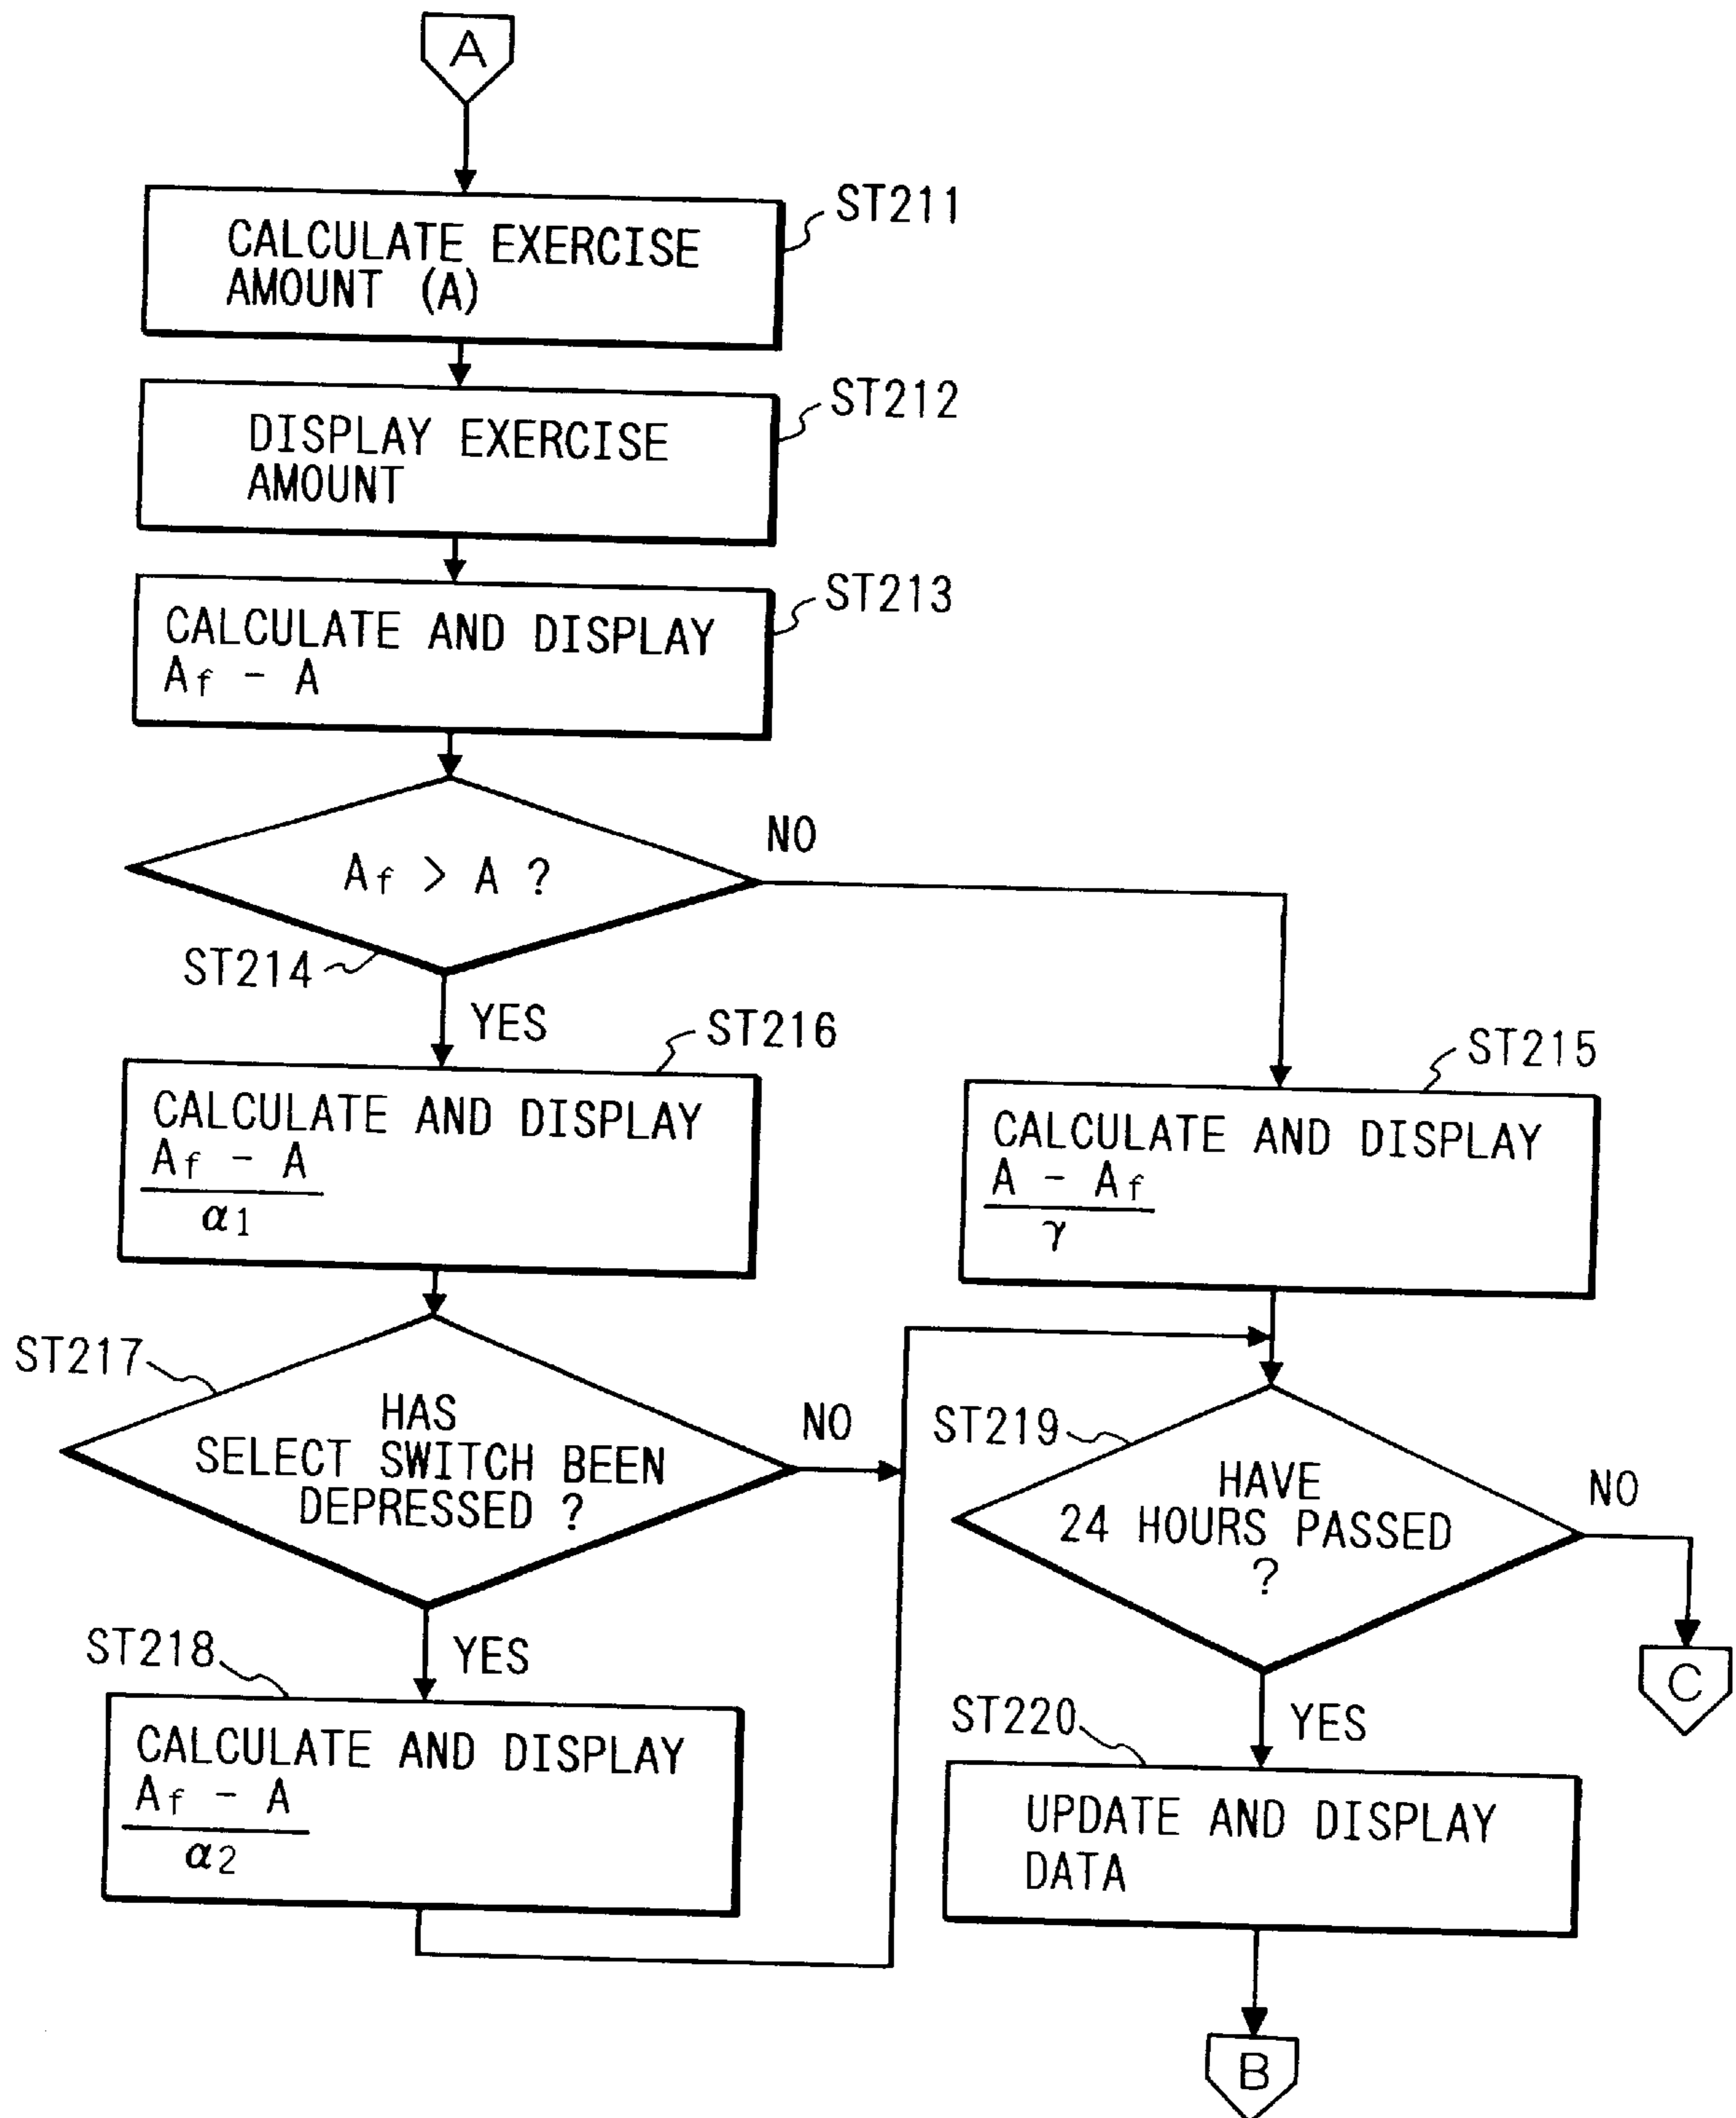 A
ST211
CALCULATE EXERCISE
AMOUNT (A)
ST212
DISPLAY EXERCISE
AMOUNT
ST213
CALCULATE AND DISPLAY
Af - A
NO
Af > A ?
ST214
YES
ST216
CALCULATE AND DISPLAY
Af - A
α1
ST215
CALCULATE AND DISPLAY
A - Af
γ
ST217
HAS
SELECT SWITCH BEEN
DEPRESSED ?
NO
YES
ST219
HAVE
24 HOURS PASSED
?
NO
C
YES
ST218
CALCULATE AND DISPLAY
Af - A
α2
ST220
UPDATE AND DISPLAY
DATA
B